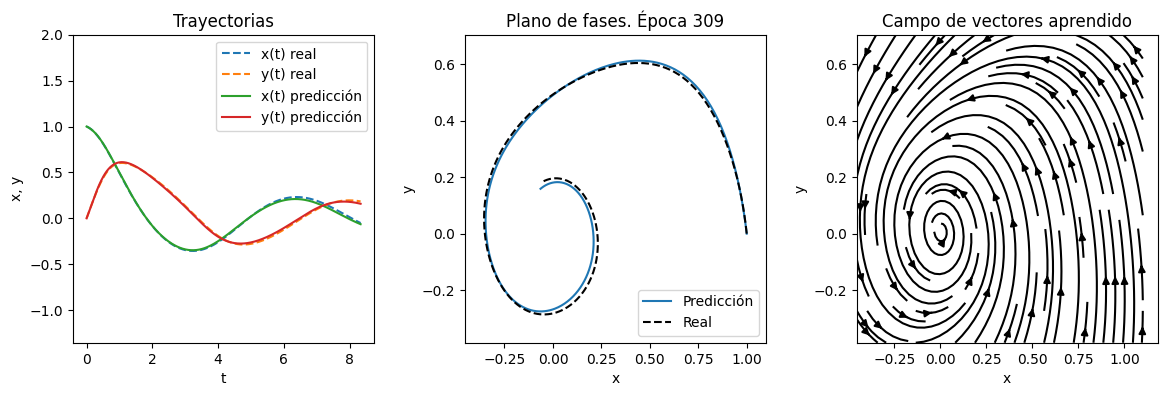 Trayectorias
2.0
1.5
1.0
0.5
0.0
−0.5
−1.0
x, y
0
2
4
6
8
t
x(t) real
y(t) real
x(t) predicción
y(t) predicción
Plano de fases. Época 309
0.6
0.4
0.2
0.0
−0.2
y
−0.25
0.00
0.25
0.50
0.75
1.00
x
Predicción
Real
Campo de vectores aprendido
0.6
0.4
0.2
0.0
−0.2
y
−0.25
0.00
0.25
0.50
0.75
1.00
x